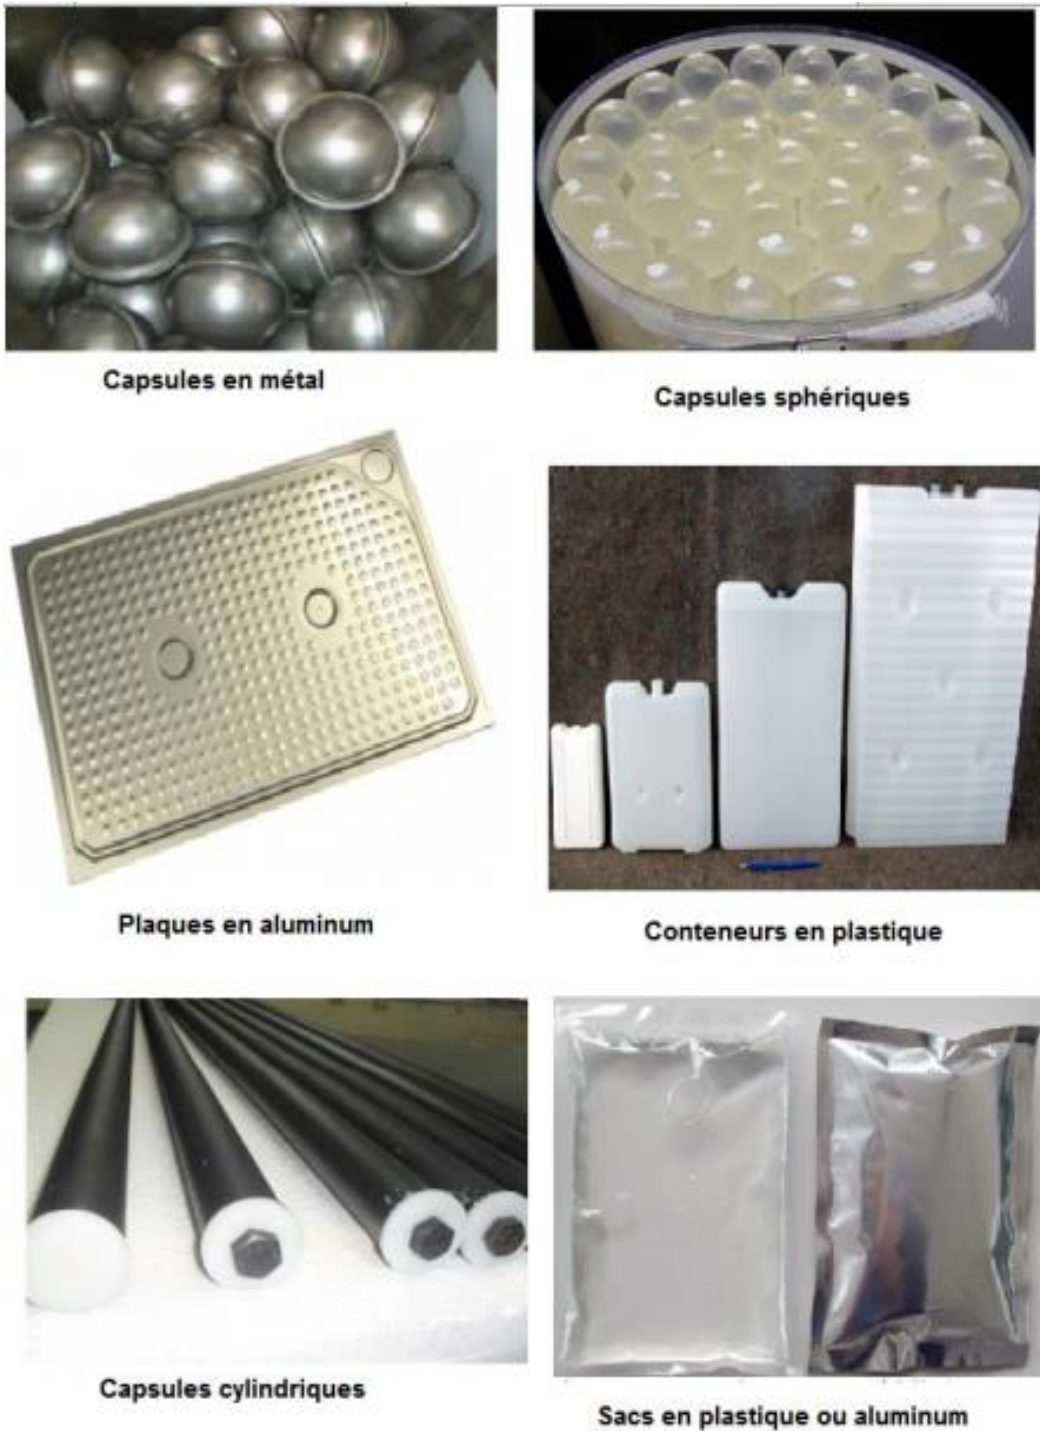 Capsules en métal
Capsules sphériques
Plaques en aluminum
Conteneurs en plastique
Capsules cylindriques
Sacs en plastique ou aluminum